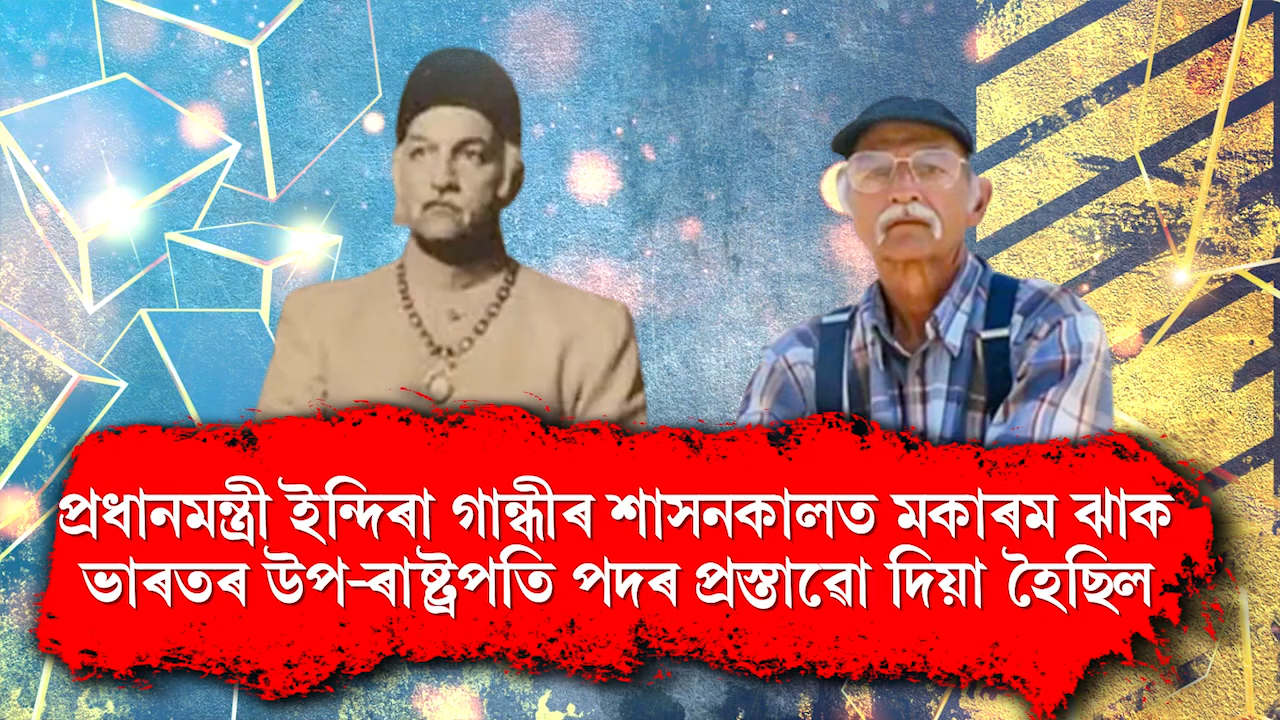 প্ৰধানমন্ত্ৰী ইন্দিৰা গান্ধীৰ শাসনকালত মকাৰম ঝাক
ভাৰতৰ উপ-ৰাষ্ট্ৰপতি পদৰ প্ৰস্তাৱো দিয়া হৈছিল